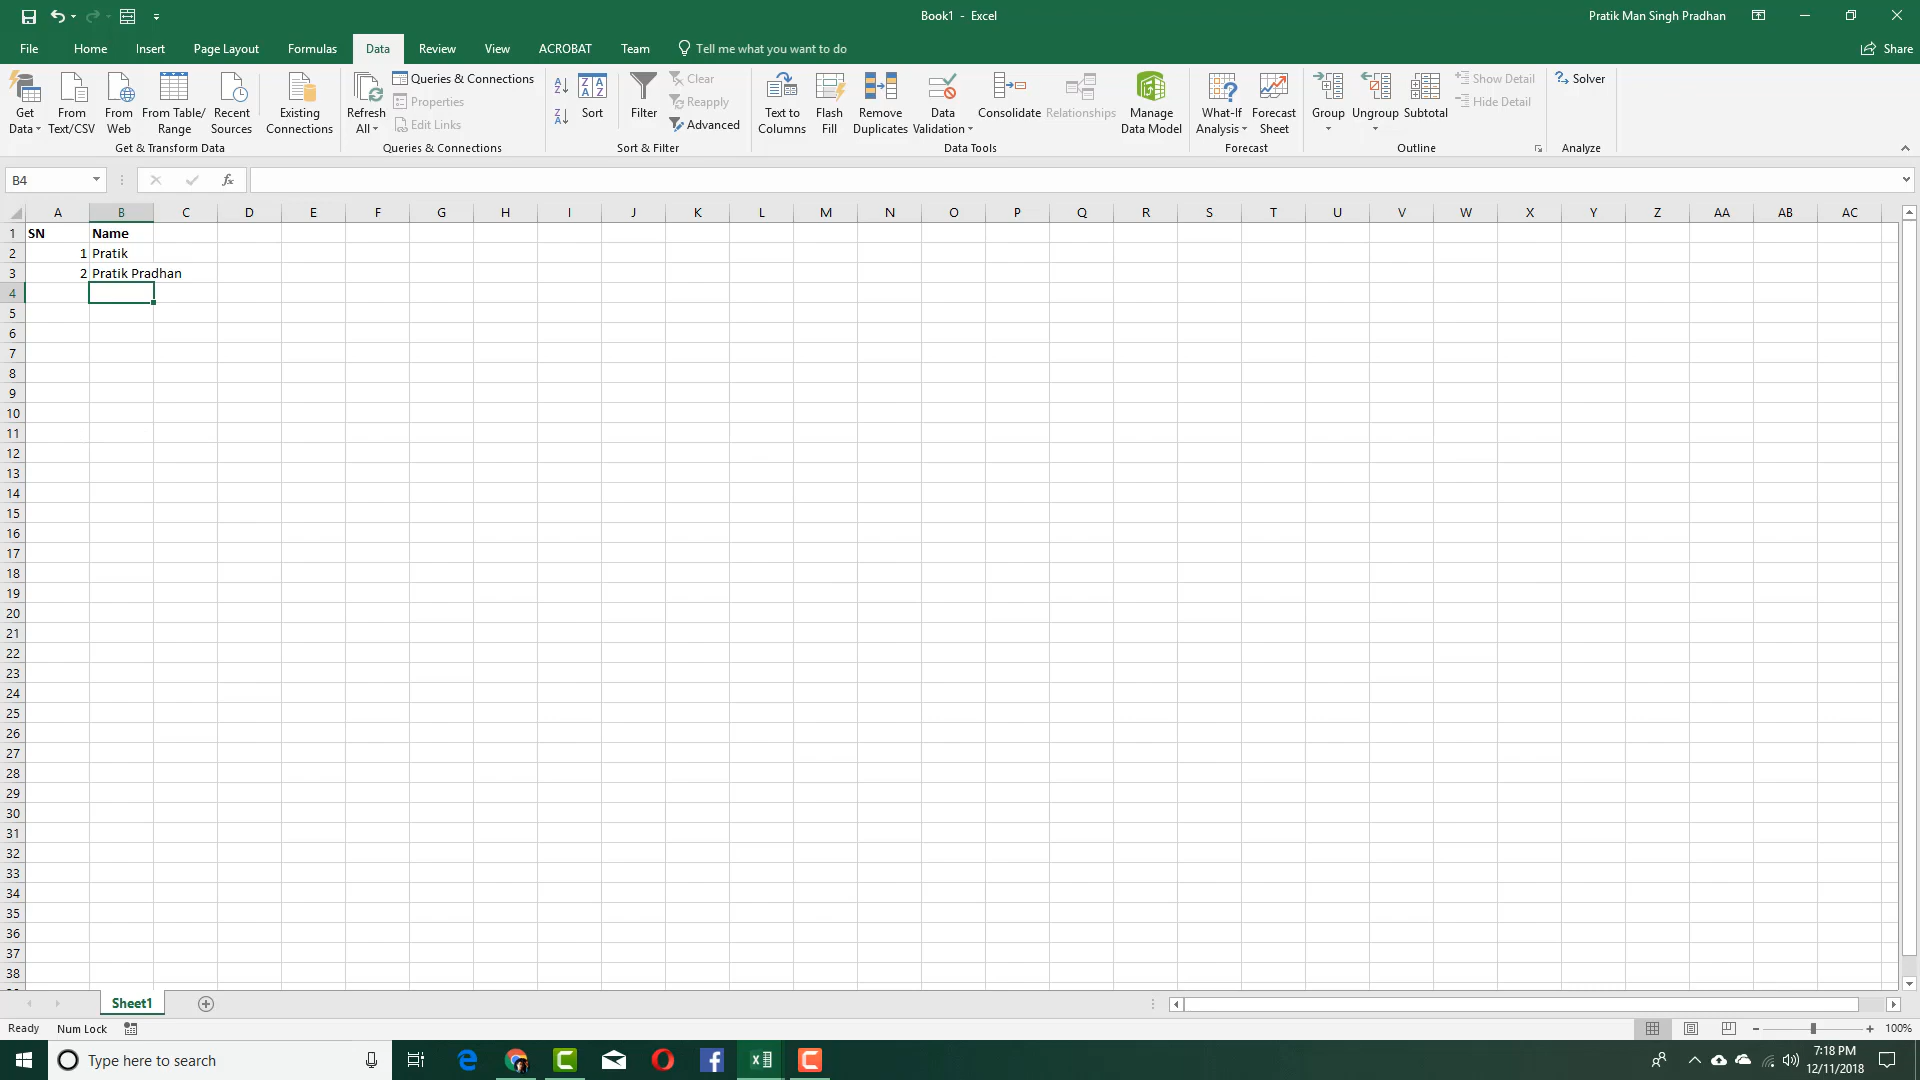 Book1 - Excel
Pratik Man Singh Pradhan
File Home Insert Page Layout Formulas Data Review View ACROBAT Team Tell me what you want to do Share
Get Data
From Text/CSV
From Web
From Table/ Range
Recent Sources
Existing Connections
Get & Transform Data
Refresh All
Queries & Connections
Properties
Edit Links
Queries & Connections
Sort
Filter
Clear
Reapply
Advanced
Sort & Filter
Text to Columns
Flash Fill
Remove Duplicates
Data Validation
Consolidate
Relationships
Manage Data Model
Data Tools
What-If Analysis
Forecast Sheet
Forecast
Group
Ungroup
Subtotal
Show Detail
Hide Detail
Outline
Solver
Analyze
B4 fx
A B C D E F G H I J K L M N O P Q R S T U V W X Y Z AA AB AC
1 SN Name
2 1 Pratik
3 2 Pratik Pradhan
4
5
6
7
8
9
10
11
12
13
14
15
16
17
18
19
20
21
22
23
24
25
26
27
28
29
30
31
32
33
34
35
36
37
38
Sheet1
Ready Num Lock 100%
Type here to search
7:18 PM
12/11/2018